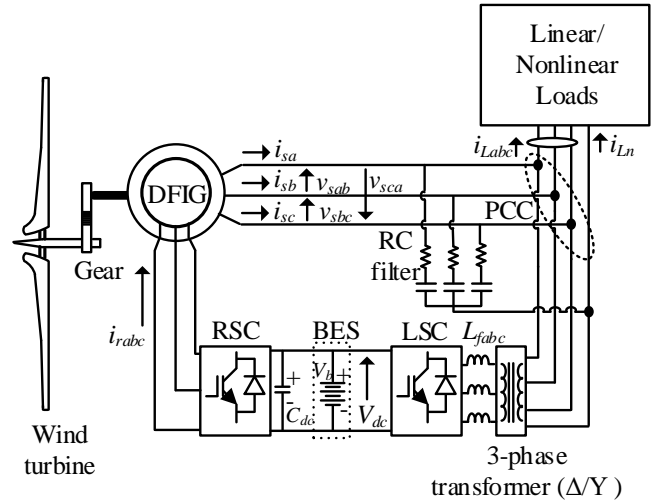 Linear/
Nonlinear
Loads
i_Labc
i_Ln
i_sa
DFIG
i_sb
v_sab
v_sca
i_sc
v_sbc
PCC
RC
filter
Gear
i_rabc
RSC
BES
LSC
L_fabc
+
V_b
+
-
-
C_dc
V_dc
Wind
turbine
3-phase
transformer (Δ/Y )